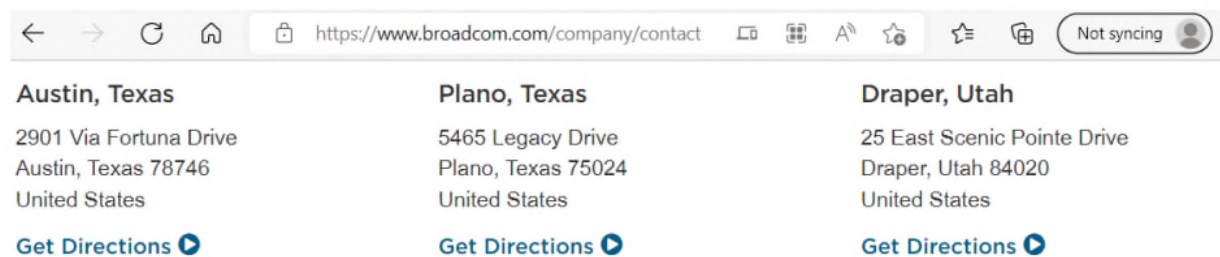 https://www.broadcom.com/company/contact
Not syncing
Austin, Texas
2901 Via Fortuna Drive
Austin, Texas 78746
United States
Get Directions
Plano, Texas
5465 Legacy Drive
Plano, Texas 75024
United States
Get Directions
Draper, Utah
25 East Scenic Pointe Drive
Draper, Utah 84020
United States
Get Directions